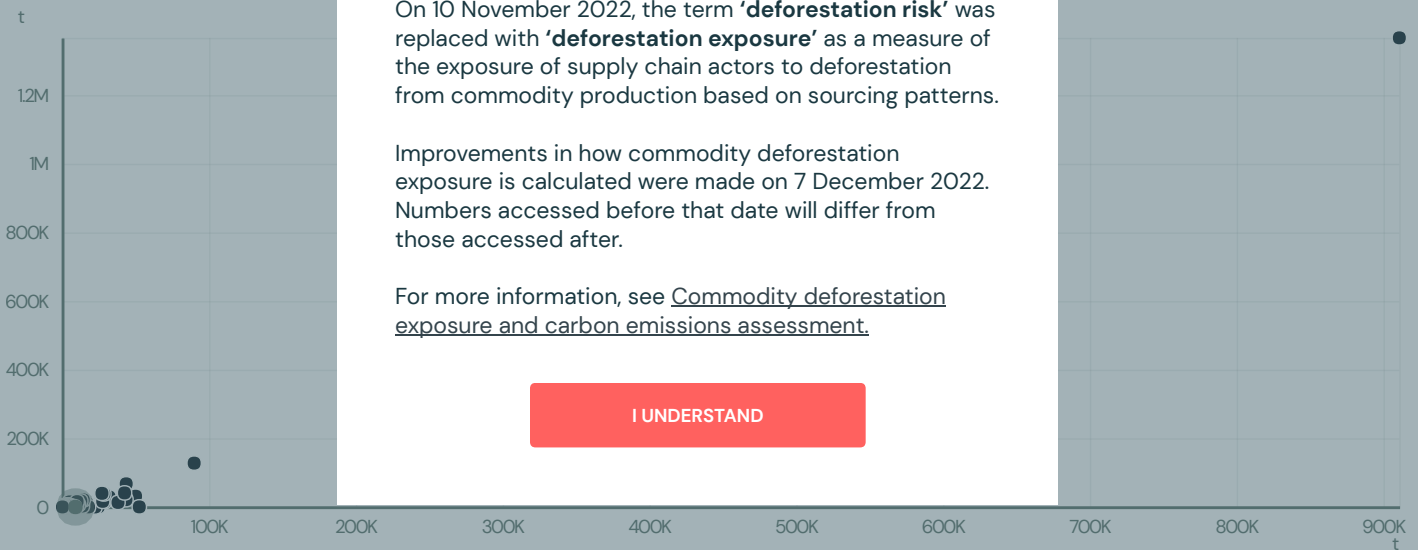 t
On 10 November 2022, the term ‘deforestation risk’ was
replaced with ‘deforestation exposure’ as a measure of
the exposure of supply chain actors to deforestation
from commodity production based on sourcing patterns.
Improvements in how commodity deforestation
exposure is calculated were made on 7 December 2022.
Numbers accessed before that date will differ from
those accessed after.
For more information, see Commodity deforestation
exposure and carbon emissions assessment.
I UNDERSTAND
1.2M
1M
800K
600K
400K
200K
0
100K 200K 300K 400K 500K 600K 700K 800K 900K
t